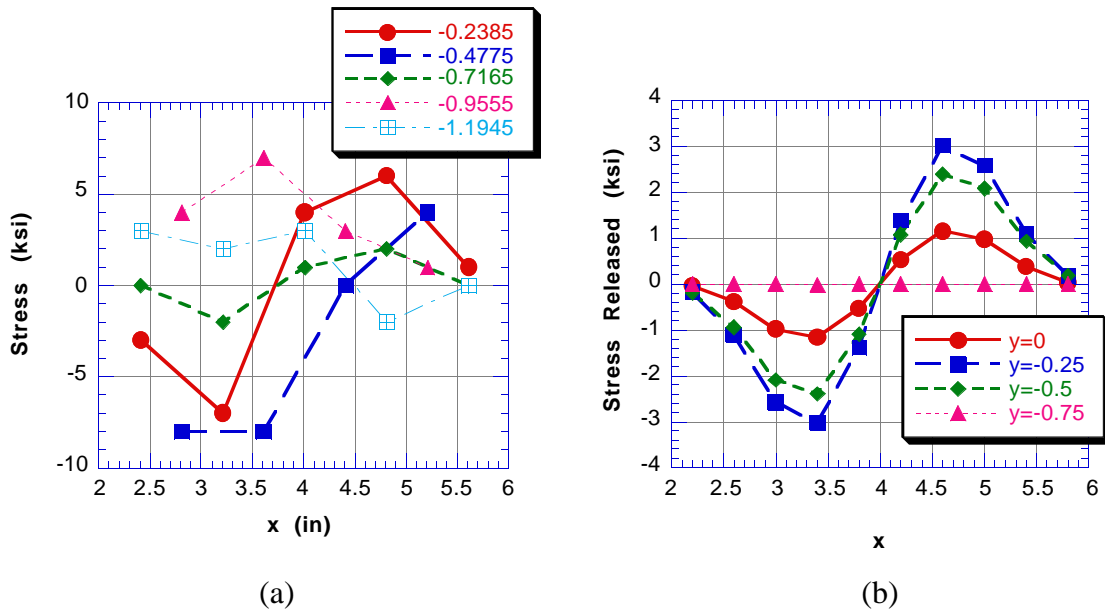 -0.2385
-0.4775
-0.7165
-0.9555
-1.1945
10
5
0
-5
-10
Stress (ksi)
2 2.5 3 3.5 4 4.5 5 5.5 6
x (in)
(a)
4
3
2
1
0
-1
-2
-3
-4
Stress Released (ksi)
y=0
y=-0.25
y=-0.5
y=-0.75
2 2.5 3 3.5 4 4.5 5 5.5 6
x
(b)